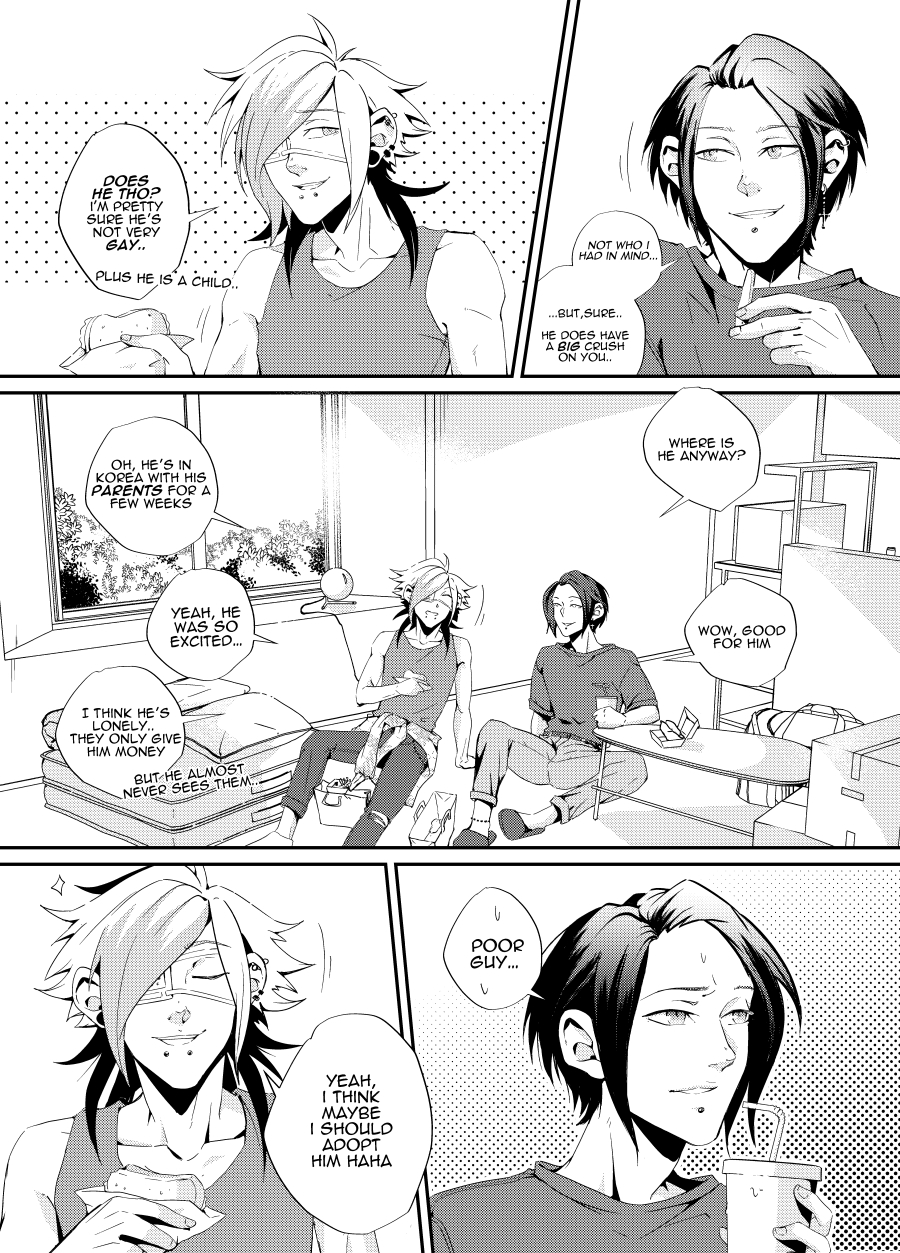 NOT WHO I
HAD IN MIND...
...BUT,SURE..
HE DOES HAVE
A BIG CRUSH
ON YOU..
DOES
HE THO?
I'M PRETTY
SURE HE'S
NOT VERY
GAY..
PLUS HE IS A CHILD..
WHERE IS
HE ANYWAY?
OH, HE'S IN
KOREA WITH HIS
PARENTS FOR A
FEW WEEKS
WOW, GOOD
FOR HIM
YEAH, HE
WAS SO
EXCITED...
I THINK HE'S
LONELY..
THEY ONLY GIVE
HIM MONEY
BUT HE ALMOST
NEVER SEES THEM..
POOR
GUY...
YEAH,
I THINK
MAYBE
I SHOULD
ADOPT
HIM HAHA